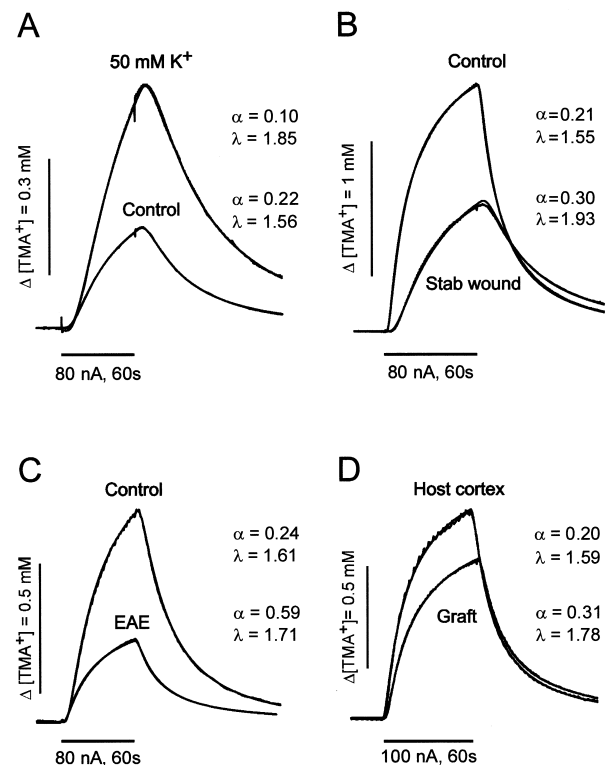 A
50 mM K+
α = 0.10
λ = 1.85
α = 0.22
λ = 1.56
Control
Δ [TMA+] = 0.3 mM
80 nA, 60s
B
Control
α=0.21
λ=1.55
α=0.30
λ=1.93
Stab wound
Δ [TMA+] = 1 mM
80 nA, 60s
C
Control
α = 0.24
λ = 1.61
α = 0.59
λ = 1.71
EAE
Δ [TMA+] = 0.5 mM
80 nA, 60s
D
Host cortex
α = 0.20
λ = 1.59
α = 0.31
λ = 1.78
Graft
Δ[TMA+]= 0.5 mM
100 nA, 60s